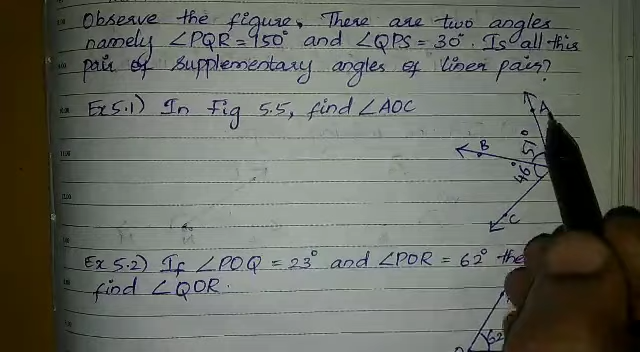 Observe the figure, There are two angles
namely ∠PQR = 150° and ∠QPS = 30°. Is all this
pair of supplementary angles of liner pair?
Ex 5.1) In Fig 5.5, find ∠AOC
A
B
57°
46°
C
Ex 5.2) If ∠POQ = 23° and ∠POR = 62° the
find ∠QOR.
62